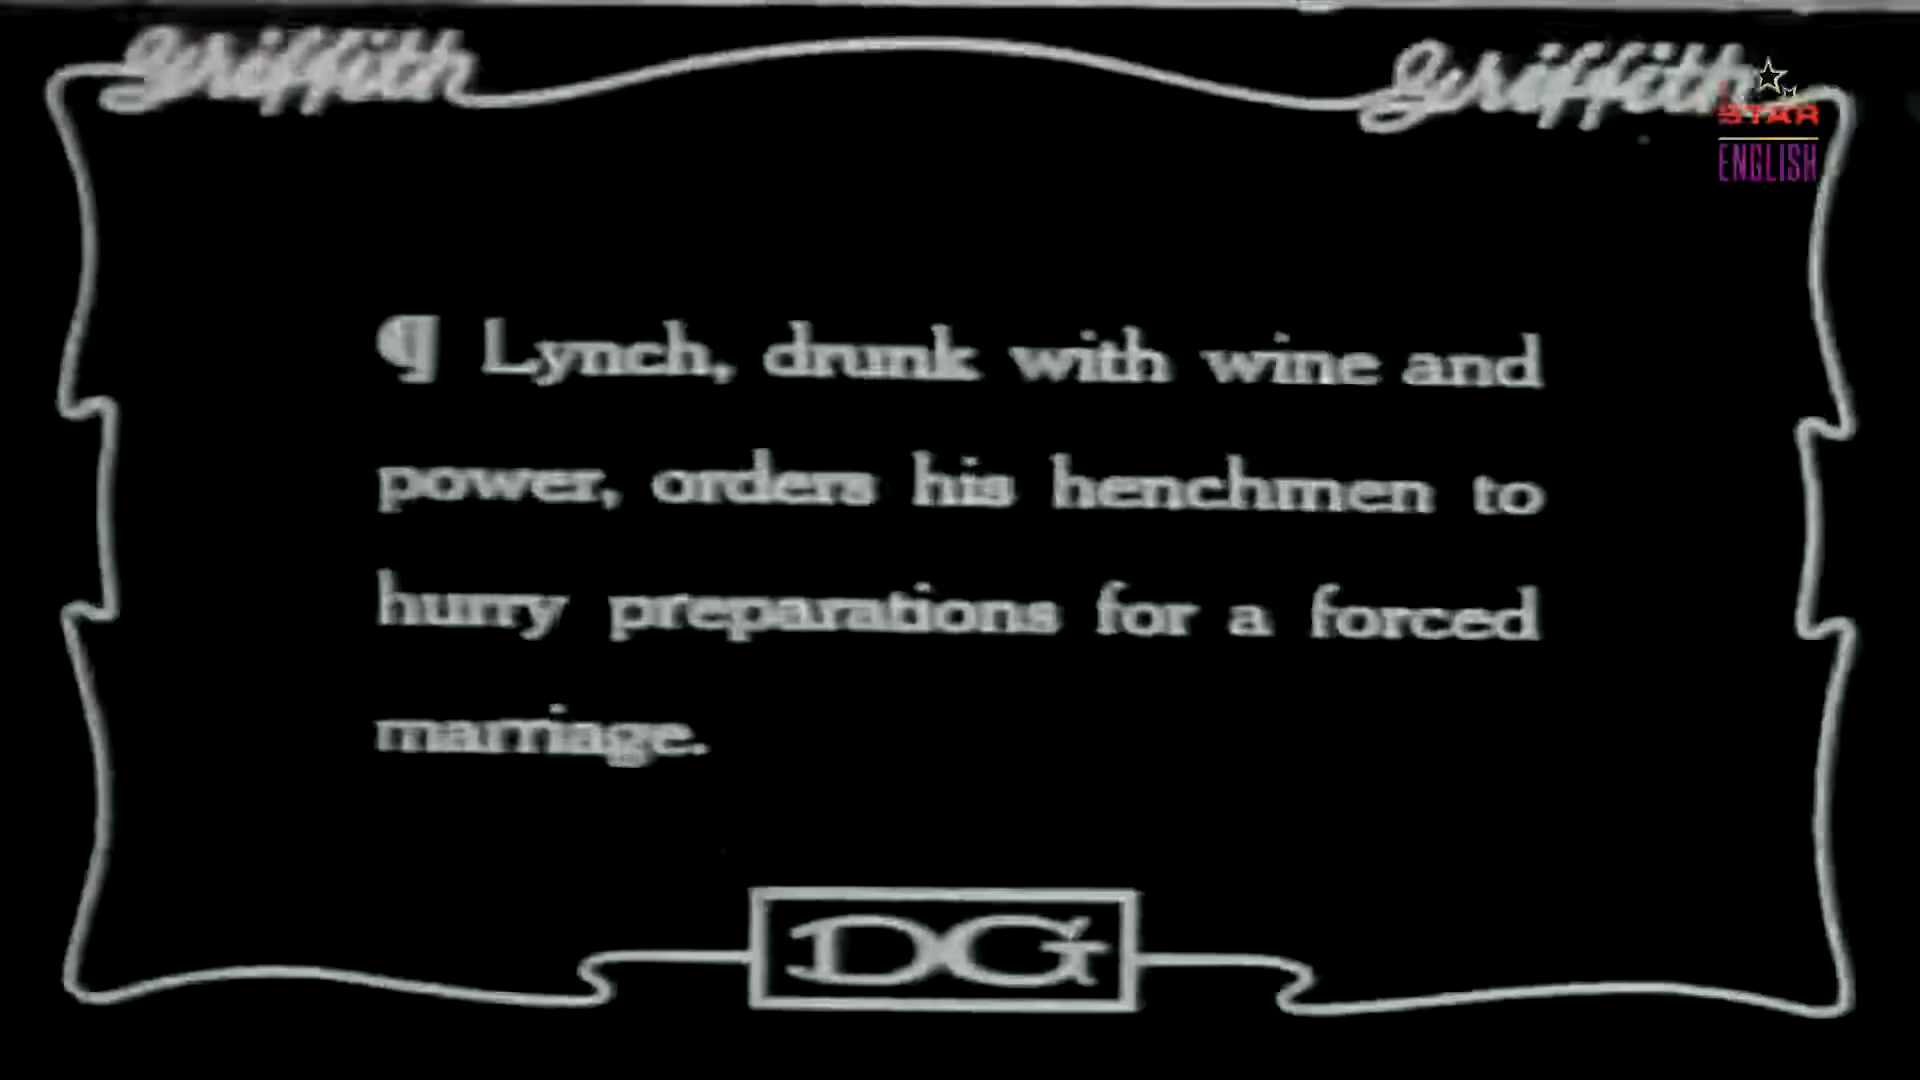 Griffith Griffith
STAR
ENGLISH
¶ Lynch, drunk with wine and
power, orders his henchmen to
hurry preparations for a forced
marriage.
DG